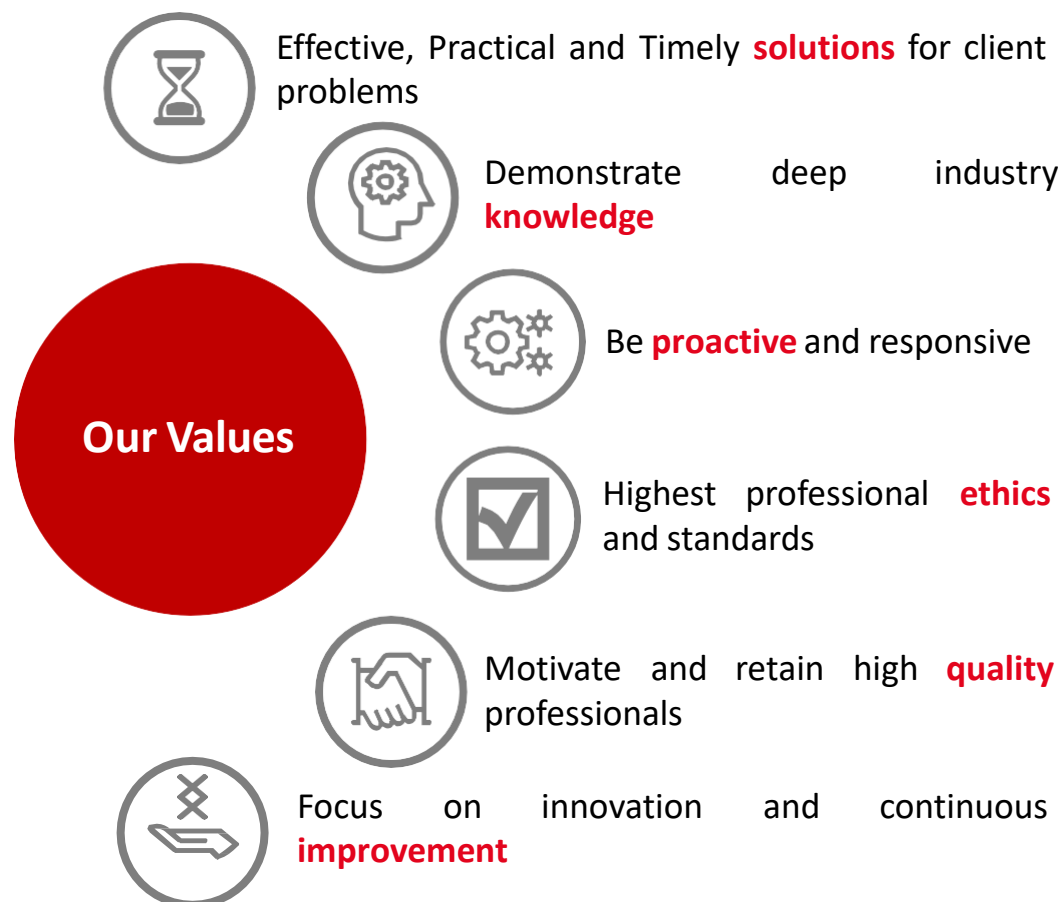 Effective, Practical and Timely solutions for client
problems
Demonstrate deep industry
knowledge
Be proactive and responsive
Our Values
Highest professional ethics
and standards
Motivate and retain high quality
professionals
Focus on innovation and continuous
improvement